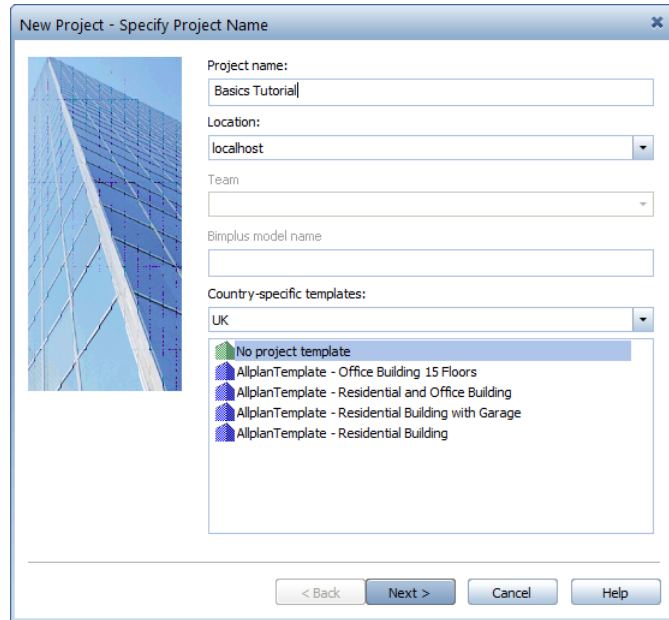 New Project - Specify Project Name
Project name:
Basics Tutorial
Location:
localhost
Team
Bimplus model name
Country-specific templates:
UK
No project template
AllplanTemplate - Office Building 15 Floors
AllplanTemplate - Residential and Office Building
AllplanTemplate - Residential Building with Garage
AllplanTemplate - Residential Building
< Back Next > Cancel Help